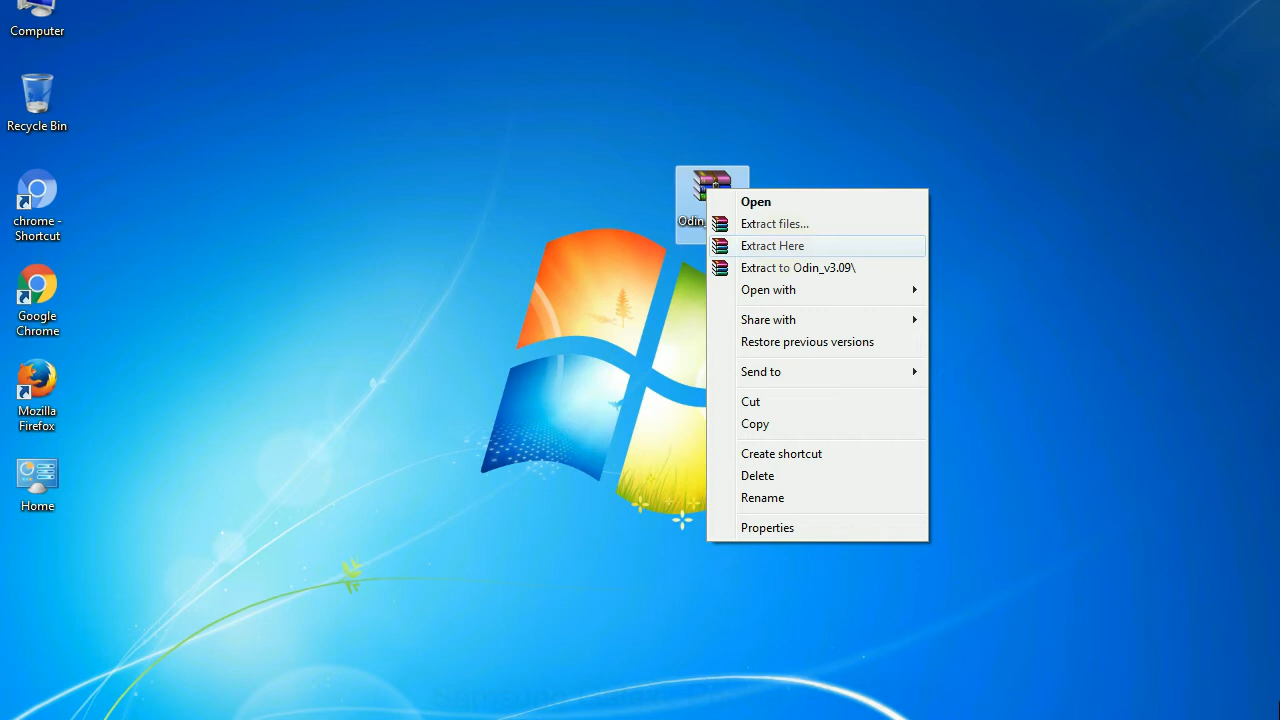 Computer
Recycle Bin
chrome -
Shortcut
Google
Chrome
Mozilla
Firefox
Home
Open
Extract files...
Extract Here
Extract to Odin_v3.09\
Open with
Share with
Restore previous versions
Send to
Cut
Copy
Create shortcut
Delete
Rename
Properties